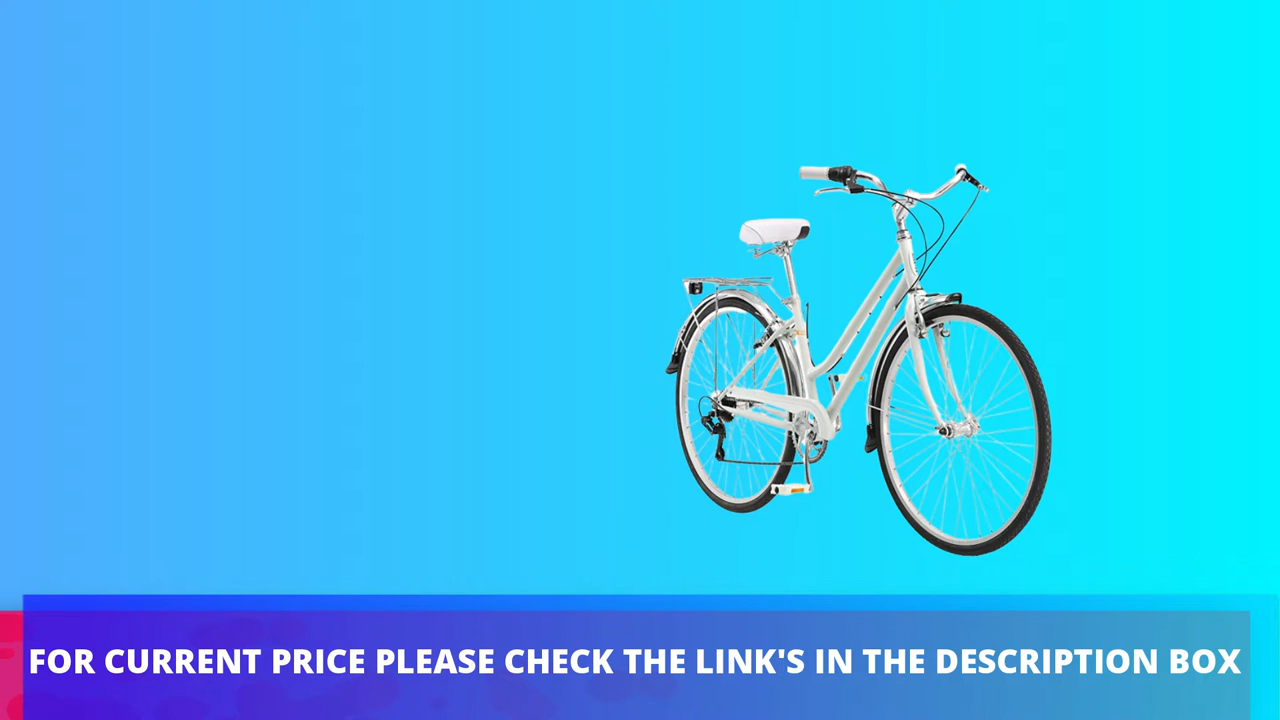 FOR CURRENT PRICE PLEASE CHECK THE LINK'S IN THE DESCRIPTION BOX